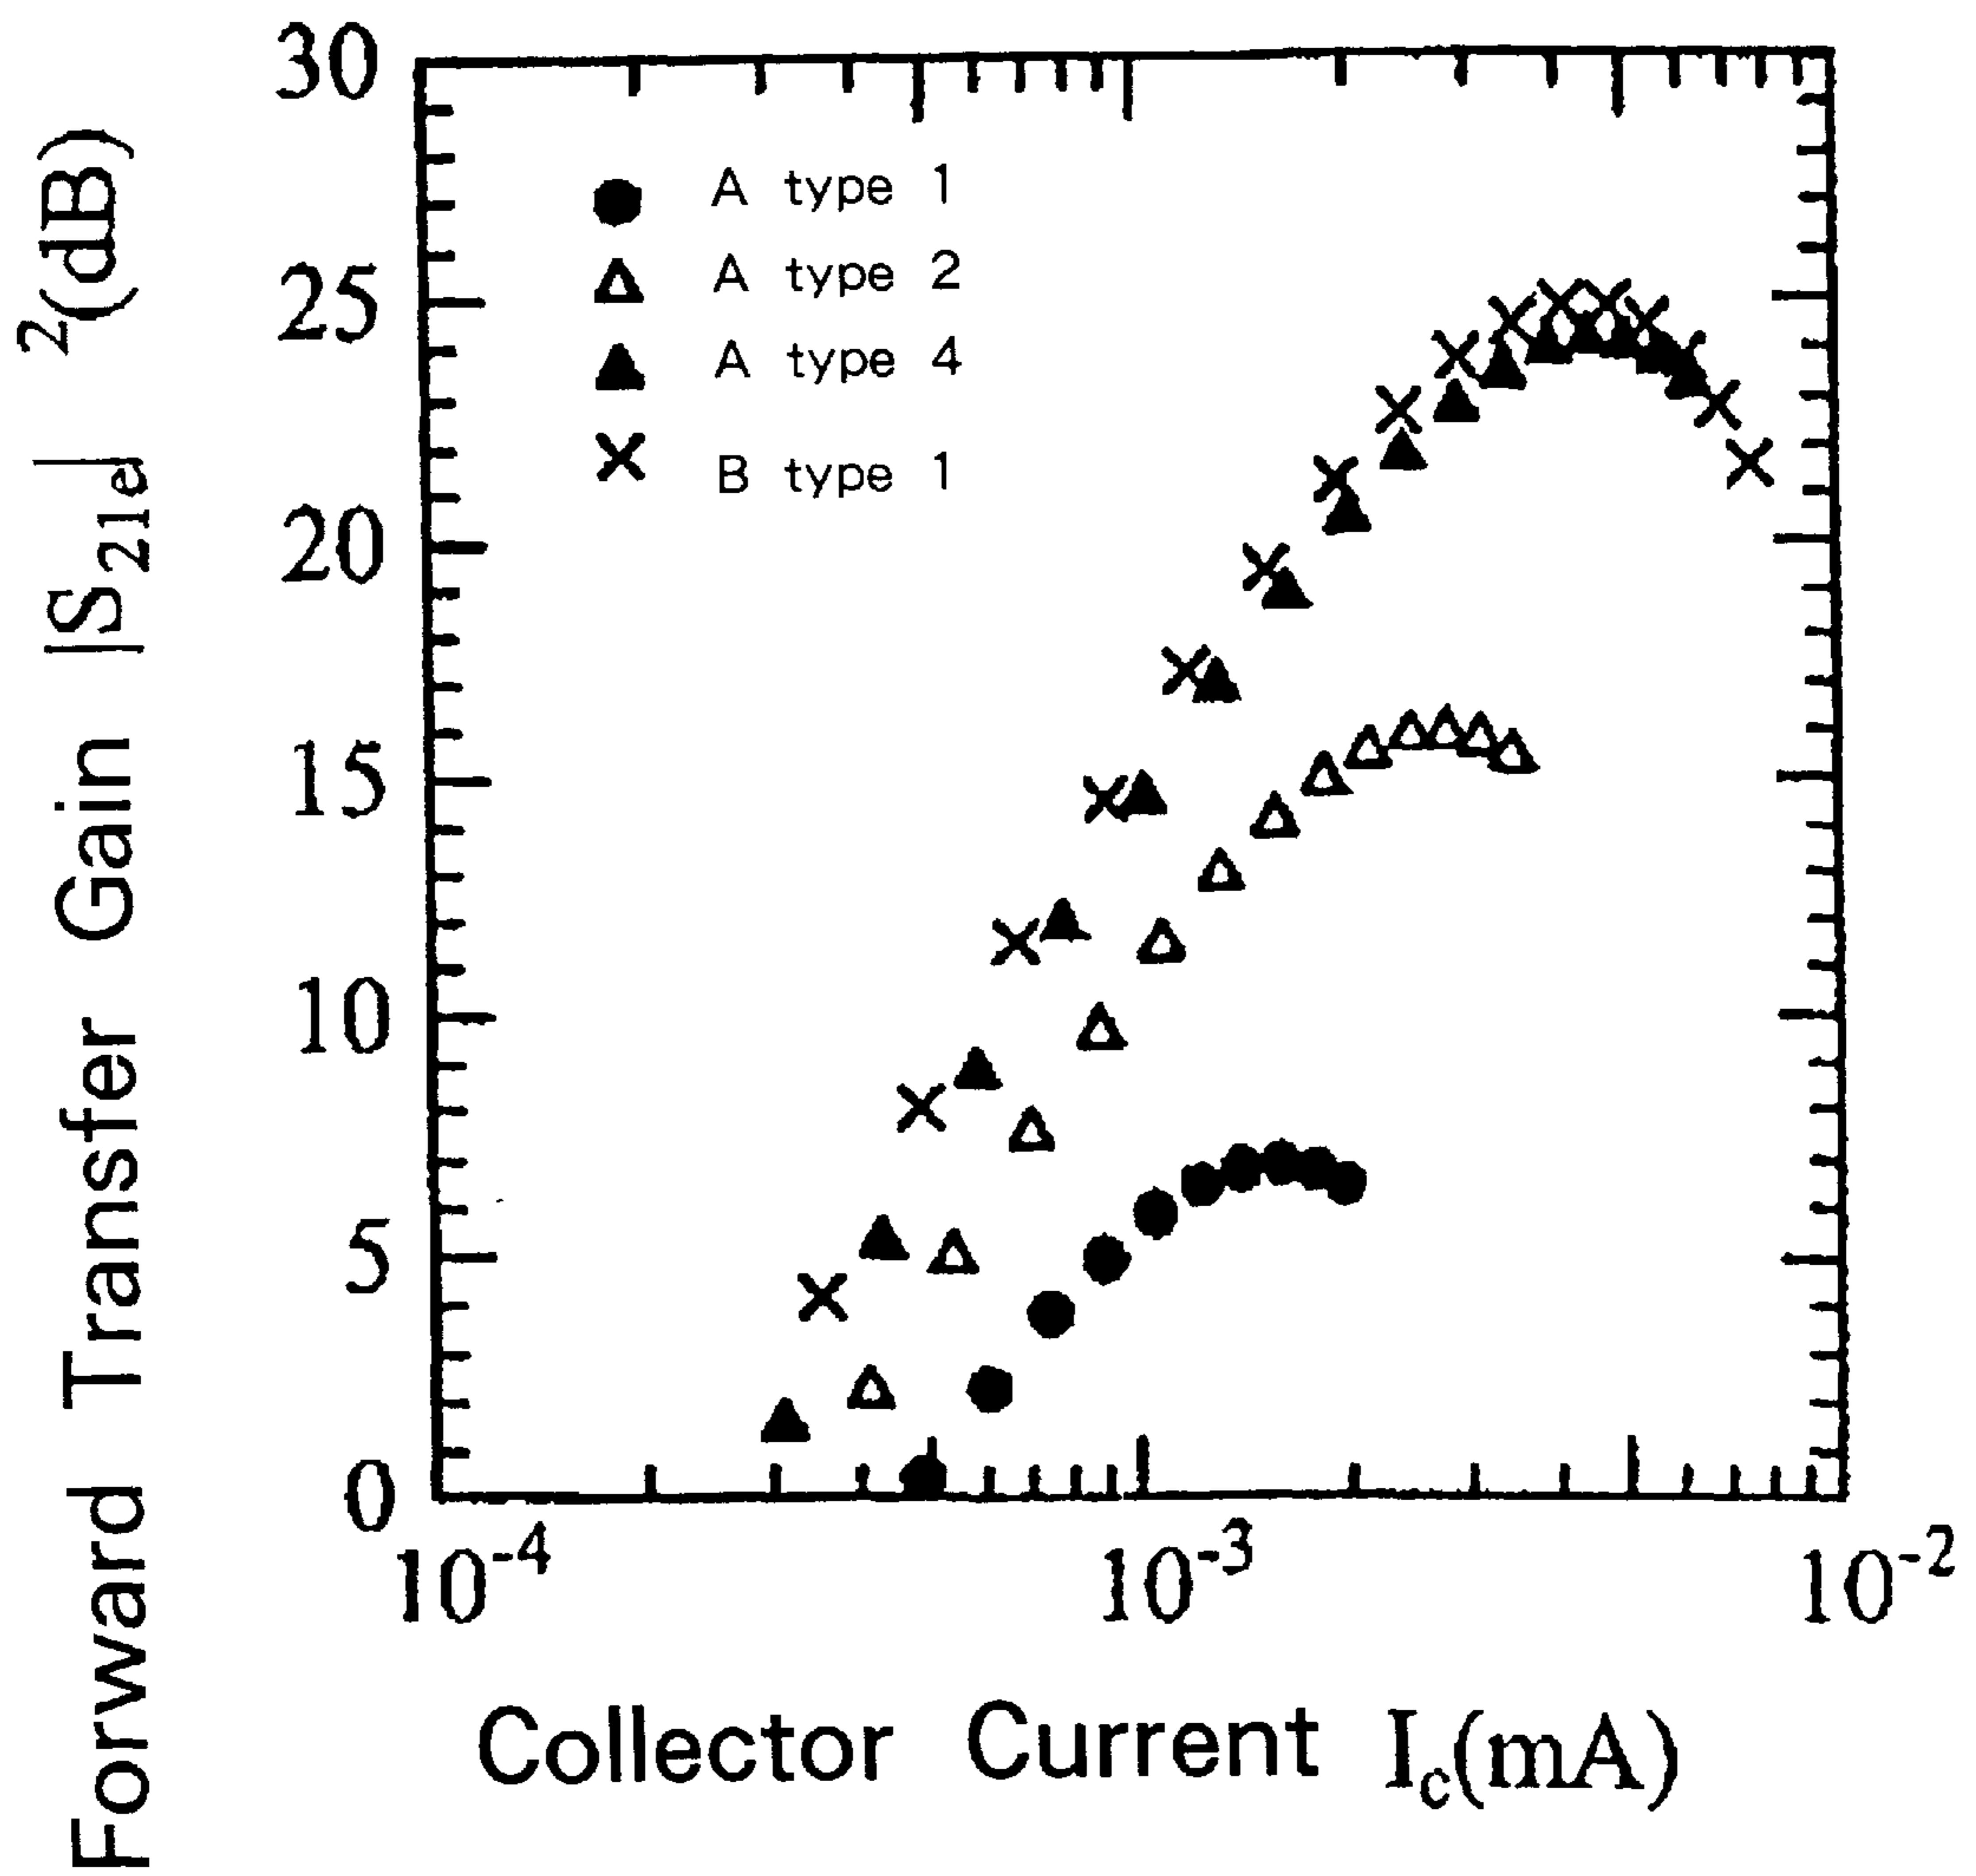 Forward Transfer Gain |S21a| 2(dB)
30
25
20
15
10
5
0
A type 1
A type 2
A type 4
B type 1
10-4
10-3
10-2
Collector Current Ic(mA)